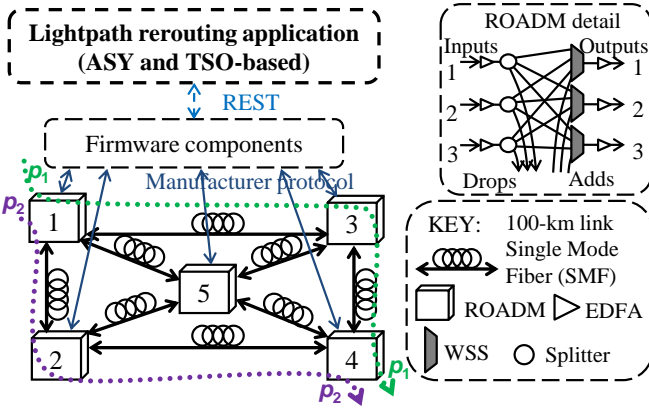 Lightpath rerouting application
(ASY and TSO-based)
REST
Firmware components
Manufacturer protocol
p1
p2
1
3
5
2
4
p2
p1
ROADM detail
Inputs
Outputs
1
1
2
2
3
3
Drops
Adds
KEY:
100-km link
Single Mode
Fiber (SMF)
ROADM
EDFA
WSS
Splitter